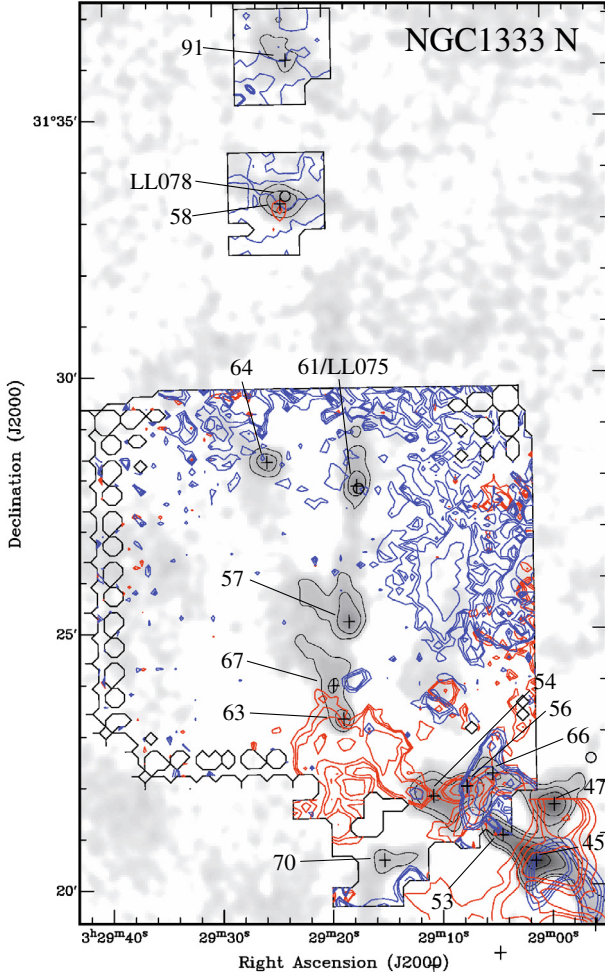 NGC1333 N
91
31°35'
LL078
58
30'
64
61/LL075
Declination (J2000)
57
25'
67
54
63
56
66
47
45
70
53
20'
3ʰ29ᵐ40ˢ
29ᵐ30ˢ
29ᵐ20ˢ
29ᵐ10ˢ
29ᵐ00ˢ
Right Ascension (J2000)